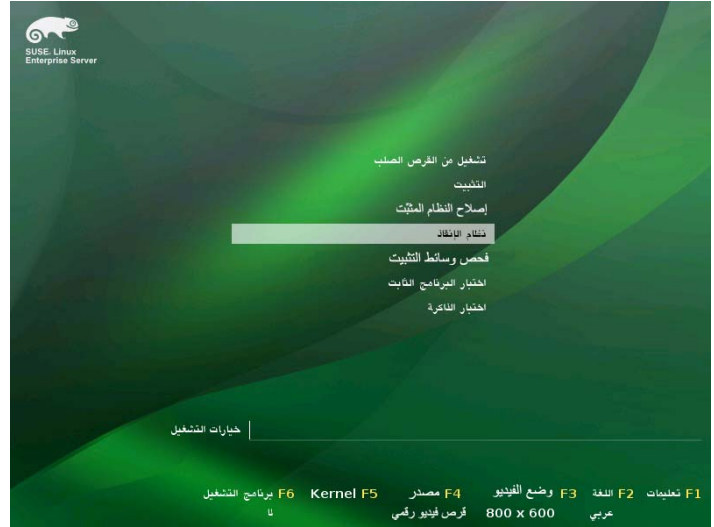 SUSE. Linux
Enterprise Server
تشغيل من القرص الصلب
التثبيت
إصلاح النظام المثبّت
نظام الإنقاذ
فحص وسائط التثبيت
اختبار البرنامج الثابت
اختبار الذاكرة
خيارات التشغيل
F1 تعليمات F2 اللغة F3 وضع الفيديو F4 مصدر F5 Kernel F6 برنامج التشغيل
عربي 800 x 600 قرص فيديو رقمي لا